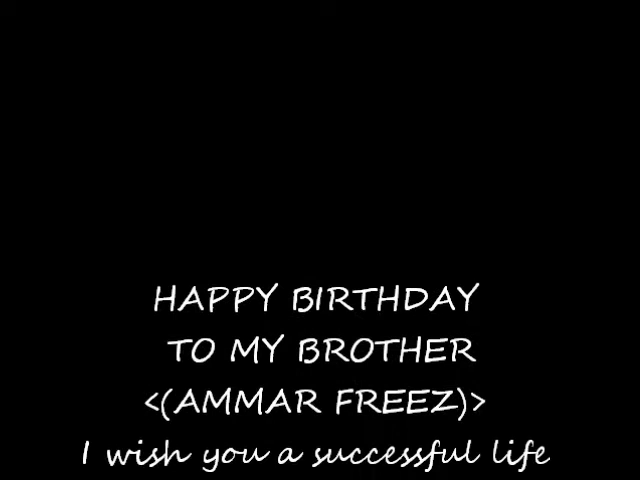 HAPPY BIRTHDAY
TO MY BROTHER
<(AMMAR FREEZ)>
I wish you a successful life